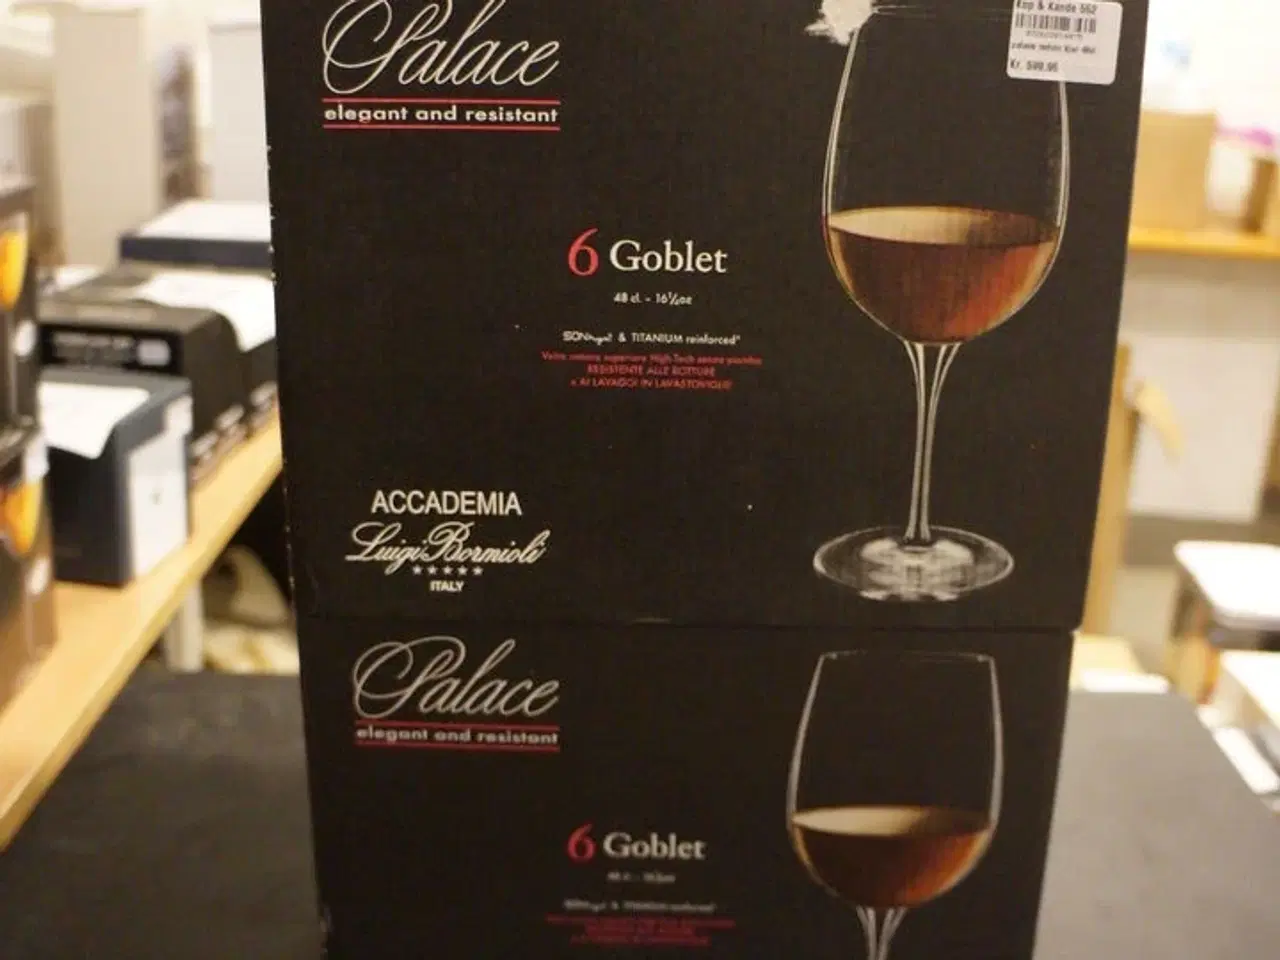 Palace
elegant and resistant
Kop & Kande 552
Kr. 599.95
6 Goblet
48 cl. - 16¼oz
SONhyx! & TITANIUM reinforced®
Vetro sonoro superiore High-Tech senza piombo
RESISTENTE ALLE ROTTURE
e AI LAVAGGI IN LAVASTOVIGLIE
ACCADEMIA
Luigi Bormioli
ITALY
Palace
elegant and resistant
6 Goblet